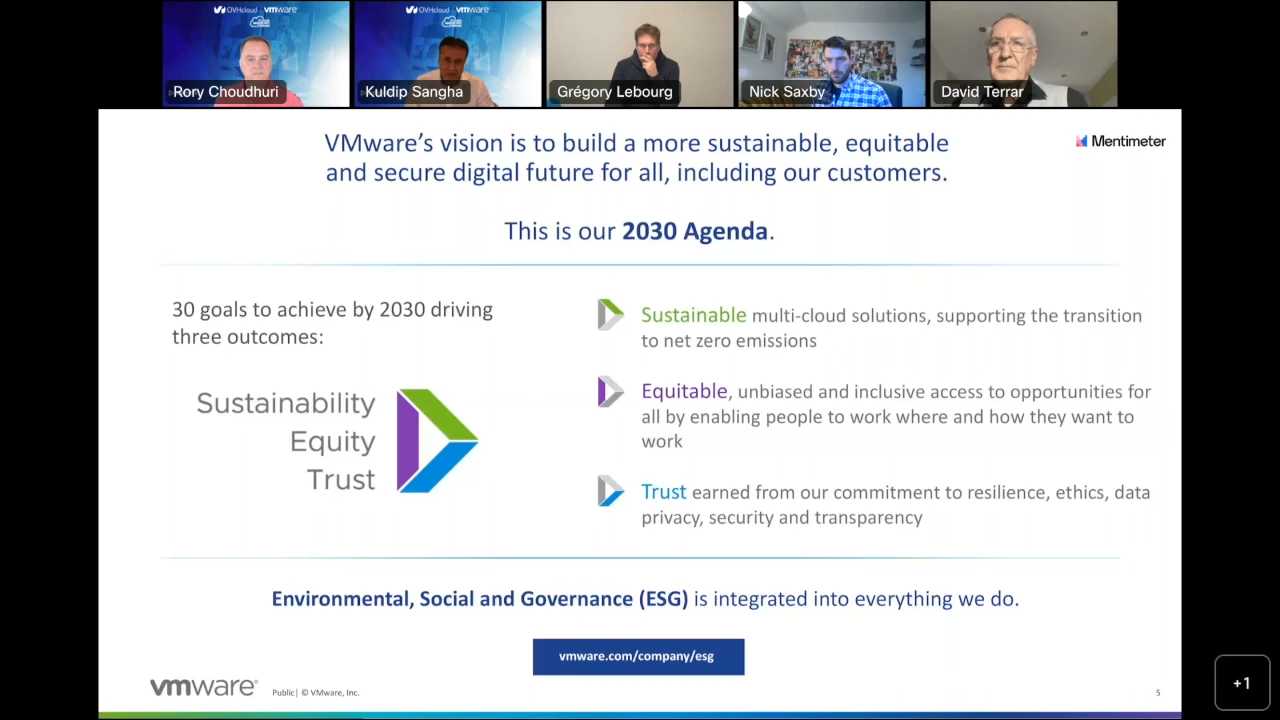 OVHcloud | vmware
OVHcloud | vmware
Rory Choudhuri
Kuldip Sangha
Grégory Lebourg
Nick Saxby
David Terrar
VMware's vision is to build a more sustainable, equitable
and secure digital future for all, including our customers.
Mentimeter
This is our 2030 Agenda.
30 goals to achieve by 2030 driving
three outcomes:
Sustainability
Equity
Trust
Sustainable multi-cloud solutions, supporting the transition
to net zero emissions
Equitable, unbiased and inclusive access to opportunities for
all by enabling people to work where and how they want to
work
Trust earned from our commitment to resilience, ethics, data
privacy, security and transparency
Environmental, Social and Governance (ESG) is integrated into everything we do.
vmware.com/company/esg
vmware®
Public| © VMware, Inc.
5
+1